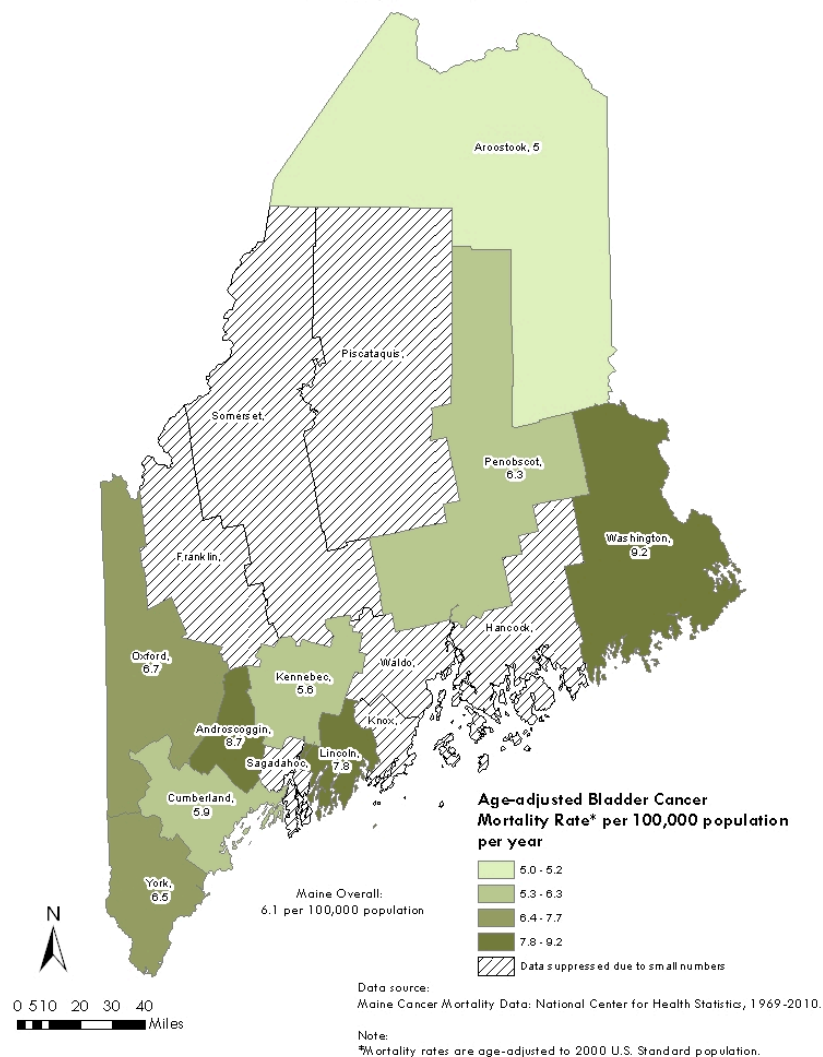 Aroostook, 5
Piscataquis,
Somerset,
Penobscot,
6.3
Washington,
9.2
Franklin,
Hancock,
Oxford,
6.7
Waldo,
Kennebec,
5.6
Knox,
Androscoggin,
8.7
Lincoln,
7.8
Sagadahoc,
Cumberland,
5.9
York,
6.5
Age-adjusted Bladder Cancer
Mortality Rate* per 100,000 population
per year
5.0 - 5.2
5.3 - 6.3
6.4 - 7.7
7.8 - 9.2
Data suppressed due to small numbers
Maine Overall:
6.1 per 100,000 population
N
0 510 20 30 40
Miles
Data source:
Maine Cancer Mortality Data: National Center for Health Statistics, 1969-2010.
Note:
*Mortality rates are age-adjusted to 2000 U.S. Standard population.